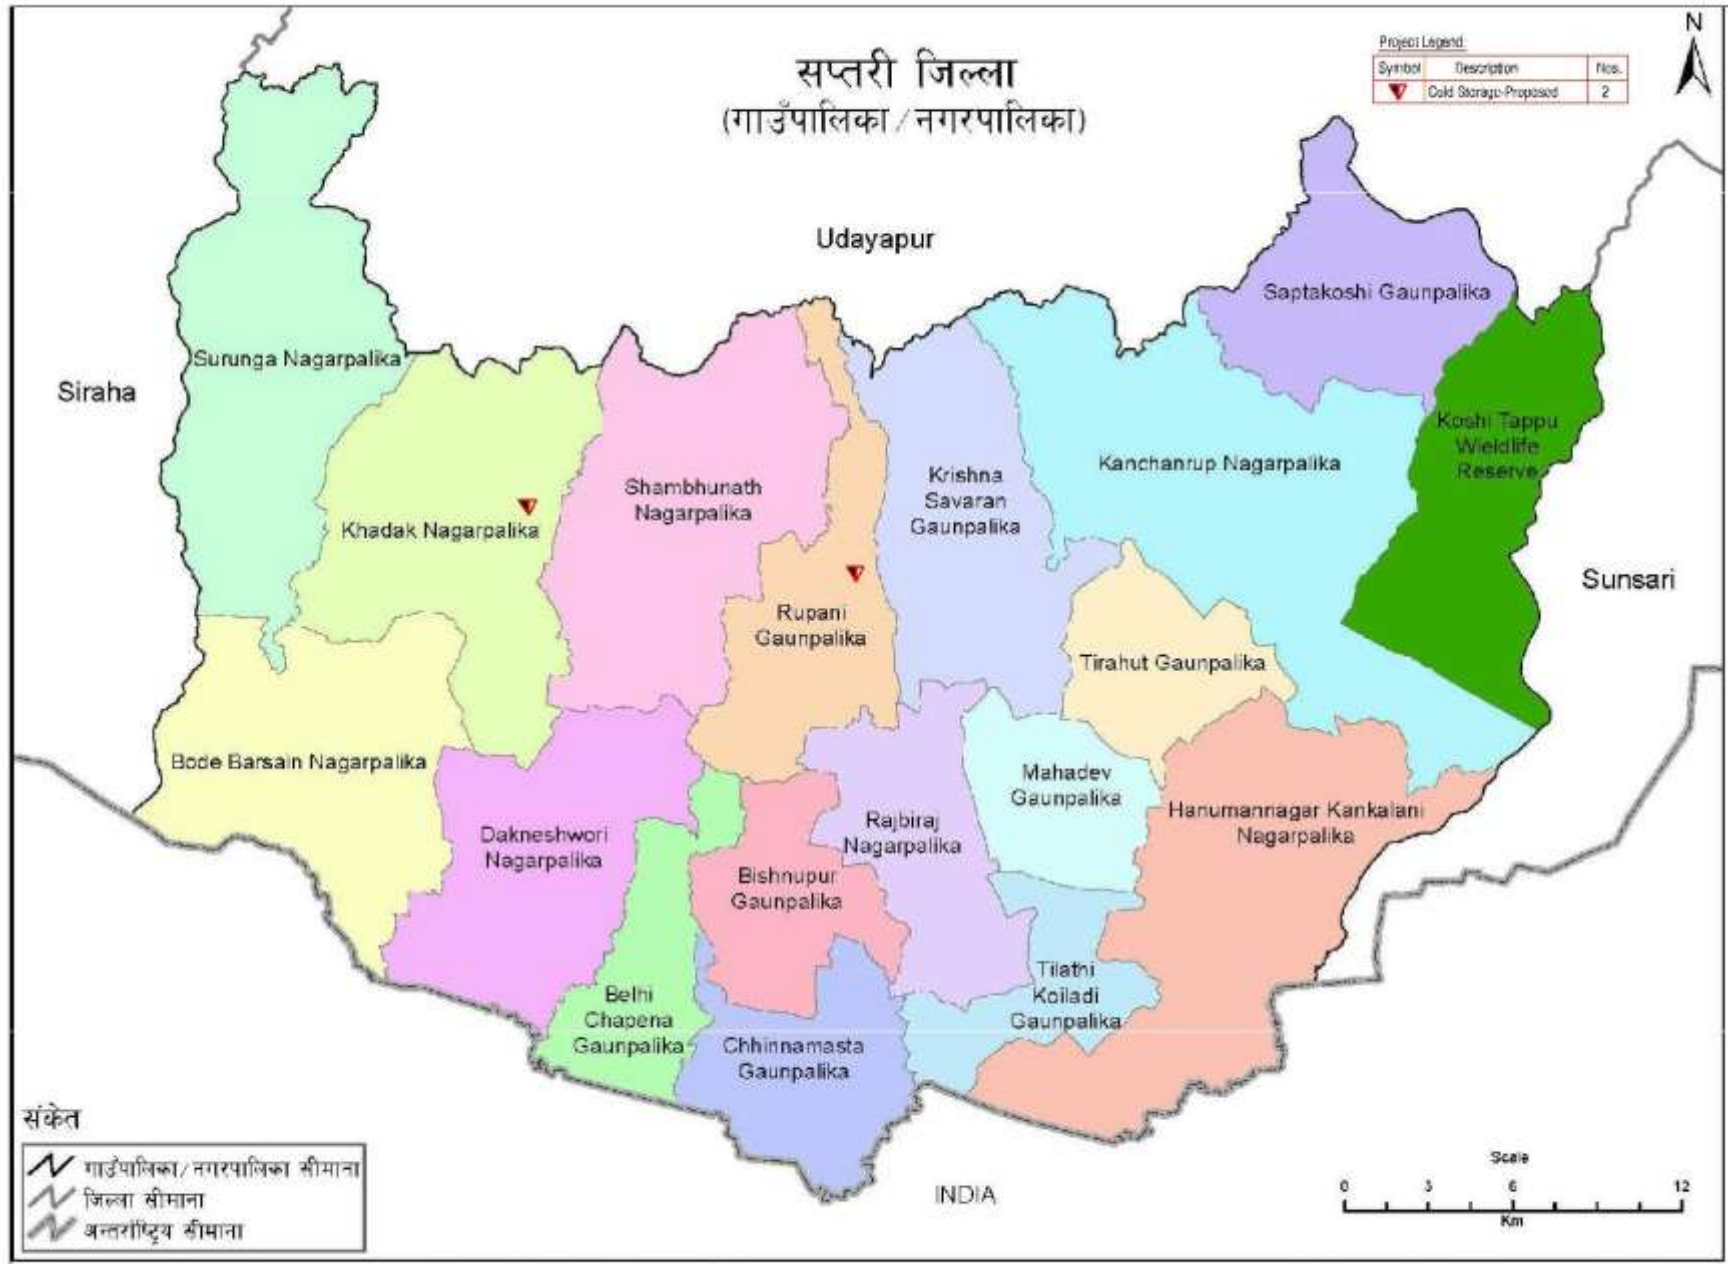 सप्तरी जिल्ला
(गाउँपालिका/नगरपालिका)
Project Legend:
Symbol Description Nos.
Cold Storage-Proposed 2
N
Udayapur
Siraha
Sunsari
INDIA
Saptakoshi Gaunpalika
Surunga Nagarpalika
Koshi Tappu
Wieldlife
Reserve
Kanchanrup Nagarpalika
Krishna
Savaran
Gaunpalika
Shambhunath
Nagarpalika
Khadak Nagarpalika
Rupani
Gaunpalika
Tirahut Gaunpalika
Bode Barsain Nagarpalika
Mahadev
Gaunpalika
Hanumannagar Kankalani
Nagarpalika
Rajbiraj
Nagarpalika
Dakneshwori
Nagarpalika
Bishnupur
Gaunpalika
Tilathi
Koiladi
Gaunpalika
Belhi
Chapena
Gaunpalika
Chhinnamasta
Gaunpalika
संकेत
गाउँपालिका/नगरपालिका सीमाना
जिल्ला सीमाना
अन्तर्राष्ट्रिय सीमाना
Scale
0 3 6 12
Km